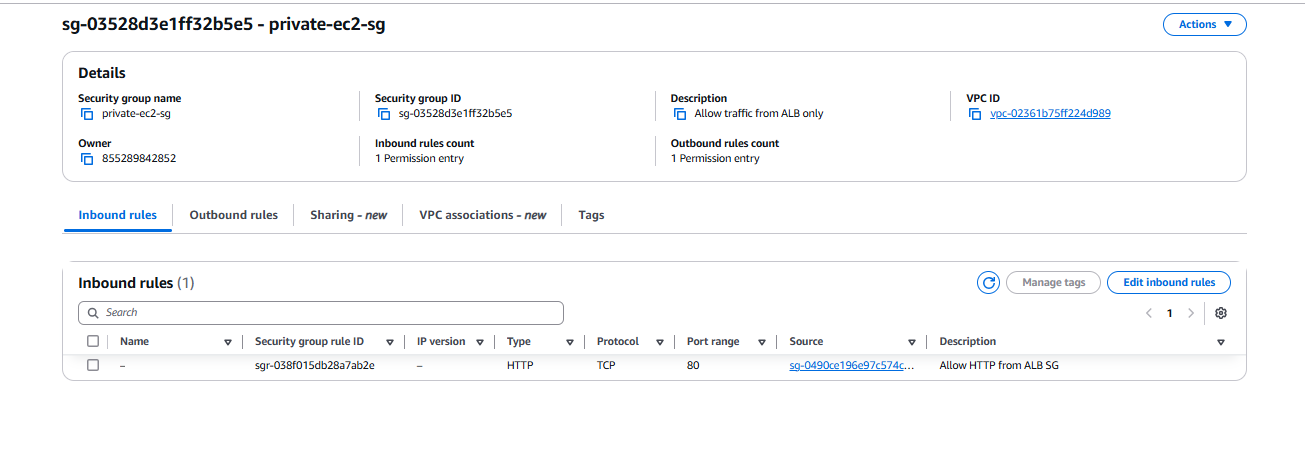 sg-03528d3e1ff32b5e5 - private-ec2-sg
Actions
Details
Security group name
private-ec2-sg
Security group ID
sg-03528d3e1ff32b5e5
Description
Allow traffic from ALB only
VPC ID
vpc-02361b75ff224d989
Owner
855289842852
Inbound rules count
1 Permission entry
Outbound rules count
1 Permission entry
Inbound rules
Outbound rules
Sharing - new
VPC associations - new
Tags
Inbound rules (1)
Manage tags
Edit inbound rules
Search
1
Name Security group rule ID IP version Type Protocol Port range Source Description
– sgr-038f015db28a7ab2e – HTTP TCP 80 sg-0490ce196e97c574c... Allow HTTP from ALB SG